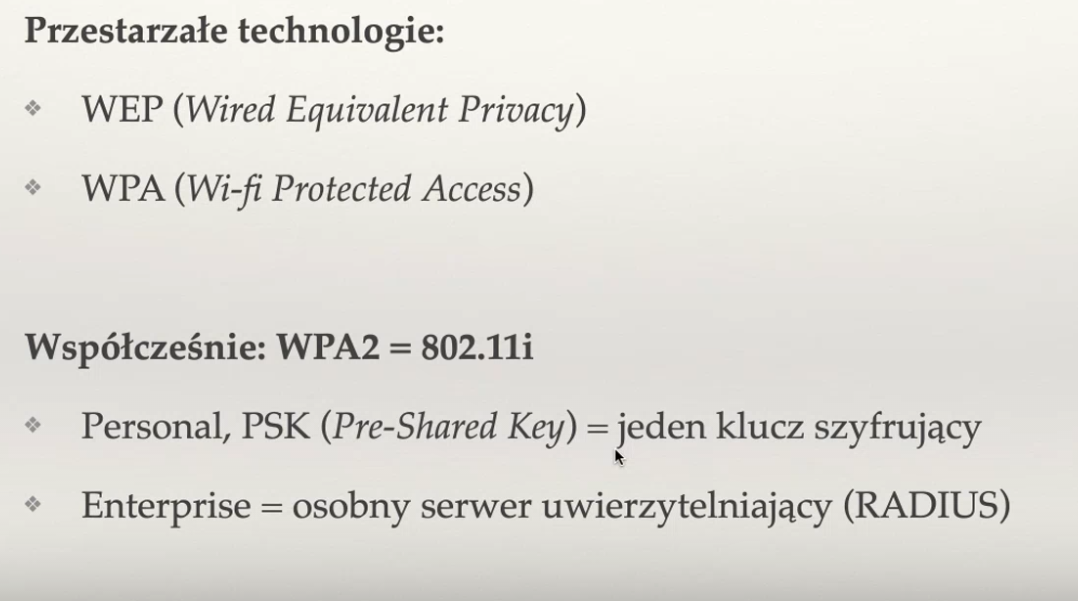 Przestarzałe technologie:
❖ WEP (Wired Equivalent Privacy)
❖ WPA (Wi-fi Protected Access)
Współcześnie: WPA2 = 802.11i
❖ Personal, PSK (Pre-Shared Key) = jeden klucz szyfrujący
❖ Enterprise = osobny serwer uwierzytelniający (RADIUS)